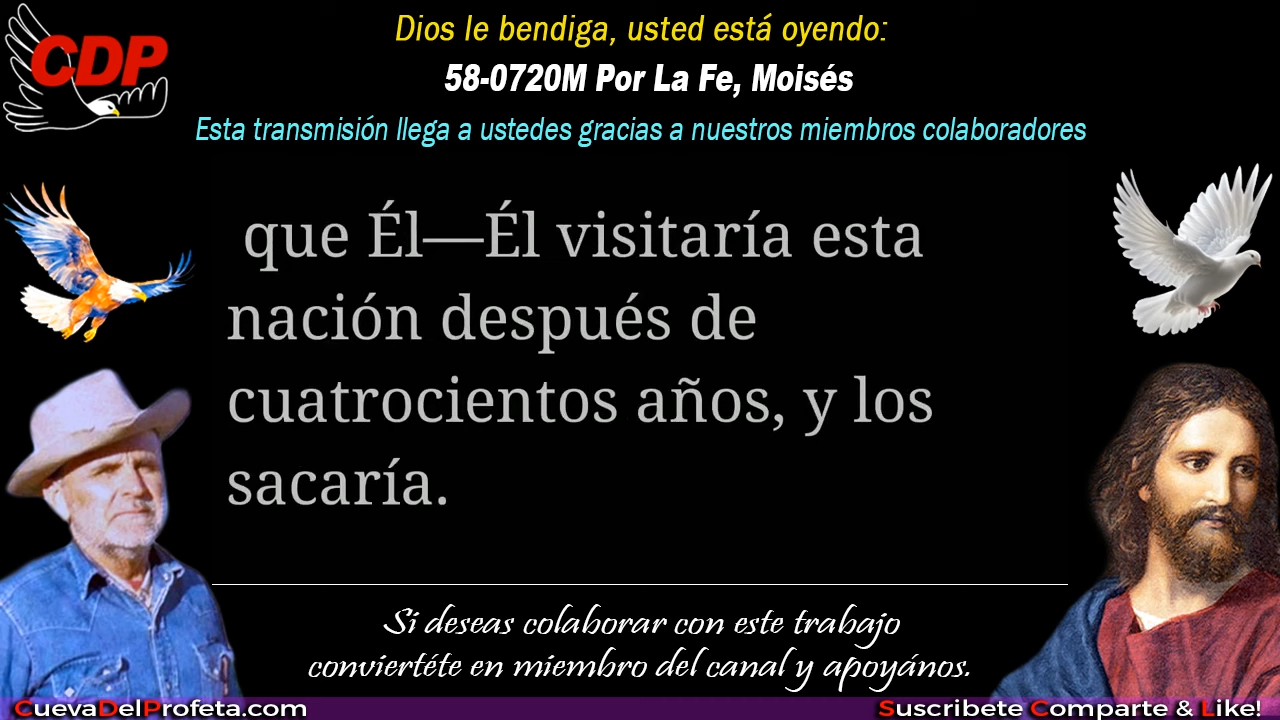 CDP
Dios le bendiga, usted está oyendo:
58-0720M Por La Fe, Moisés
Esta transmisión llega a ustedes gracias a nuestros miembros colaboradores
que Él—Él visitaría esta
nación después de
cuatrocientos años, y los
sacaría.
Si deseas colaborar con este trabajo
conviertéte en miembro del canal y apoyános.
CuevaDelProfeta.com
Suscribete Comparte & Like!